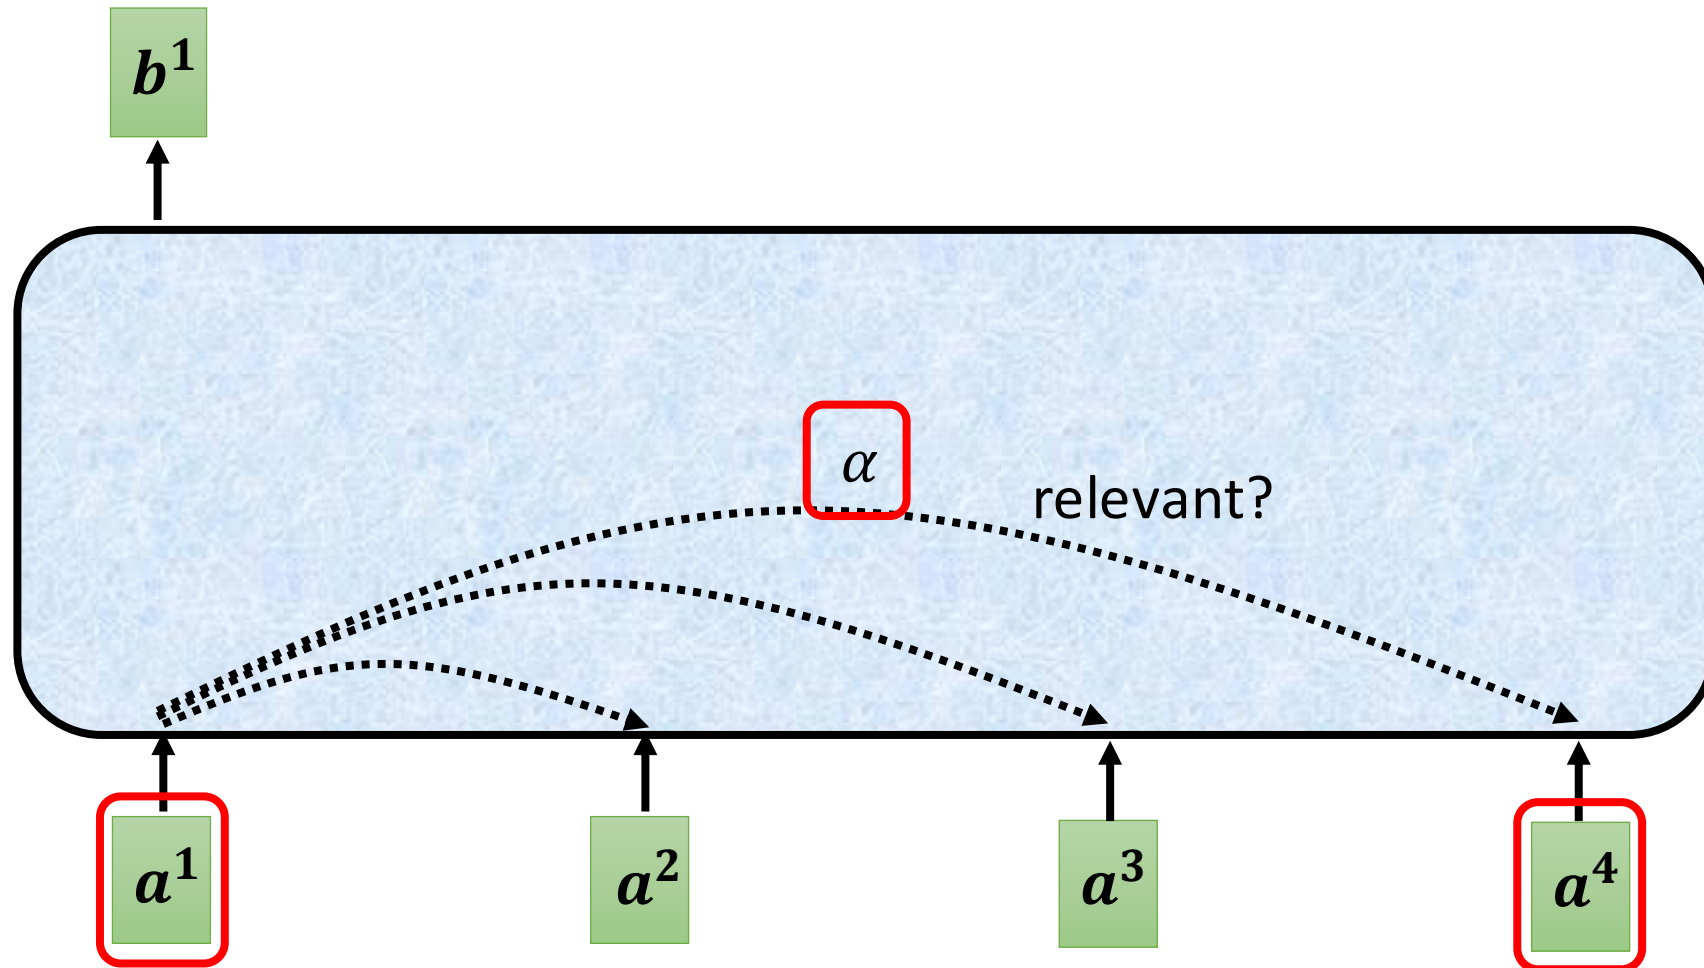 b¹
α
relevant?
a¹ a² a³ a⁴